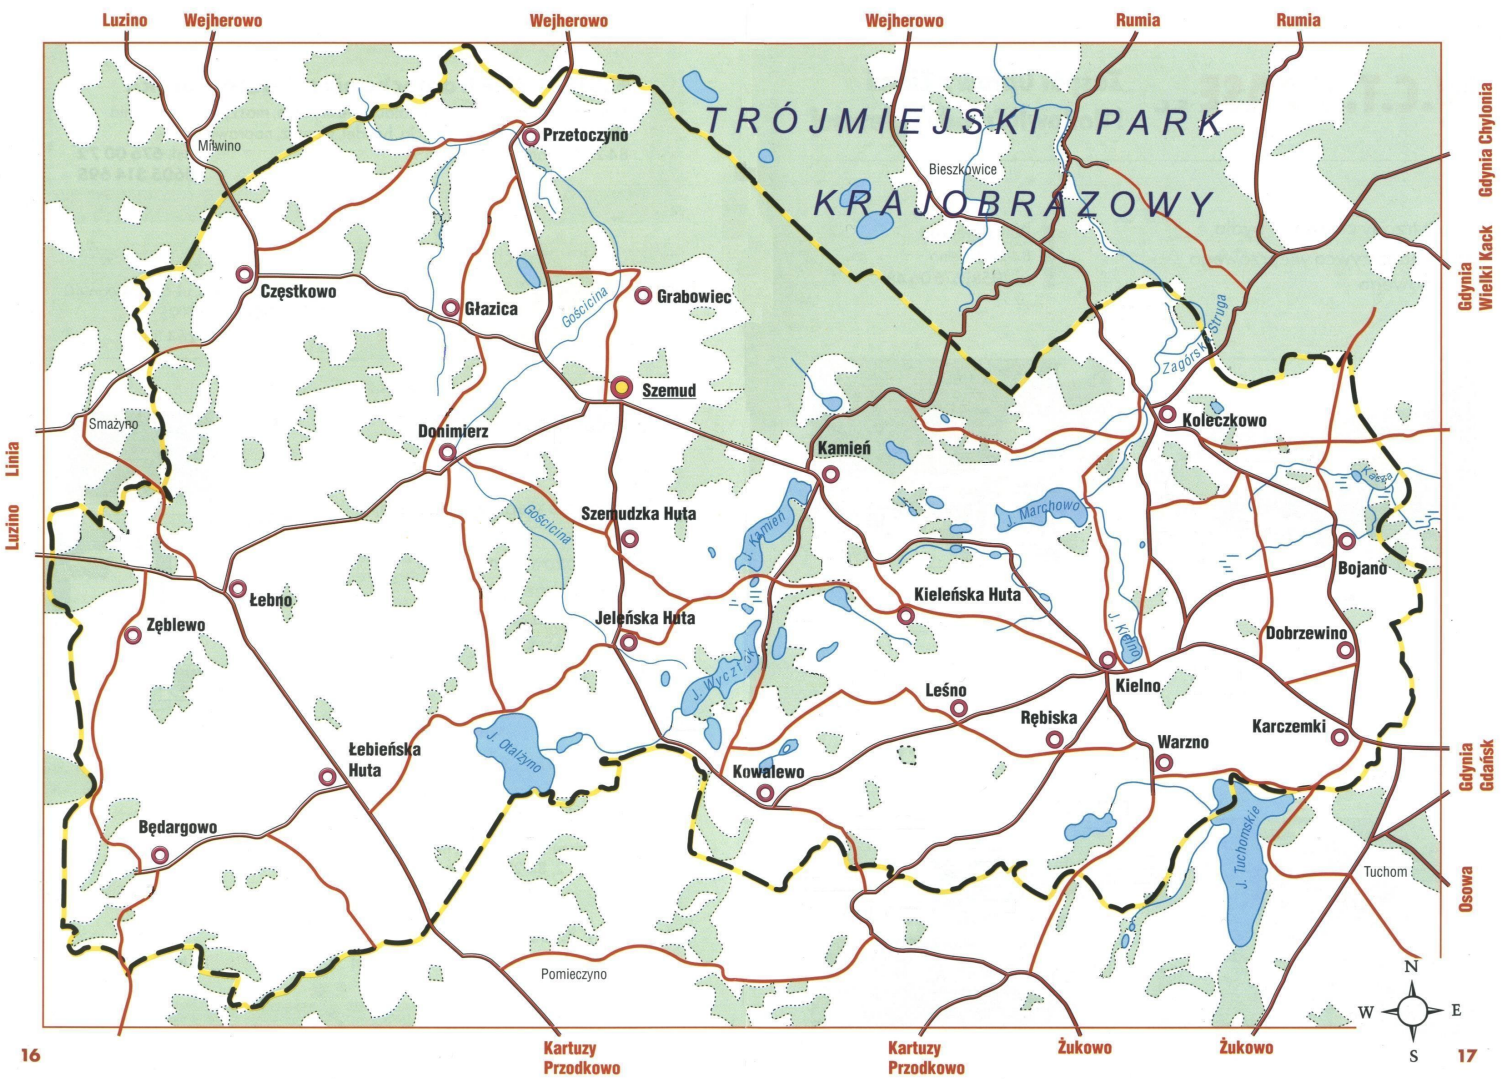 Luzino
Wejherowo
Wejherowo
Wejherowo
Rumia
Rumia
Gdynia Chylonia
Gdynia
Wielki Kack
Gdynia
Gdańsk
Osowa
Linia
Luzino
TRÓJMIEJSKI PARK
KRAJOBRAZOWY
Milwino
Przetoczyno
Bieszkowice
Częstkowo
Głazica
Gościcina
Grabowiec
Zagórska Struga
Szemud
Smażyno
Donimierz
Kamień
Koleczkowo
Kacza
Gościcina
Szemudzka Huta
J. Kamień
J. Marchowo
Bojano
Łebno
Kieleńska Huta
Zęblewo
Jeleńska Huta
J. Kielno
Dobrzewino
J. Wycztok
Kielno
Leśno
Rębiska
Karczemki
Warzno
Łebieńska
Huta
J. Otalżyno
Kowalewo
Będargowo
J. Tuchomskie
Tuchom
Pomieczyno
N
W
E
S
16
Kartuzy
Przodkowo
Kartuzy
Przodkowo
Żukowo
Żukowo
17